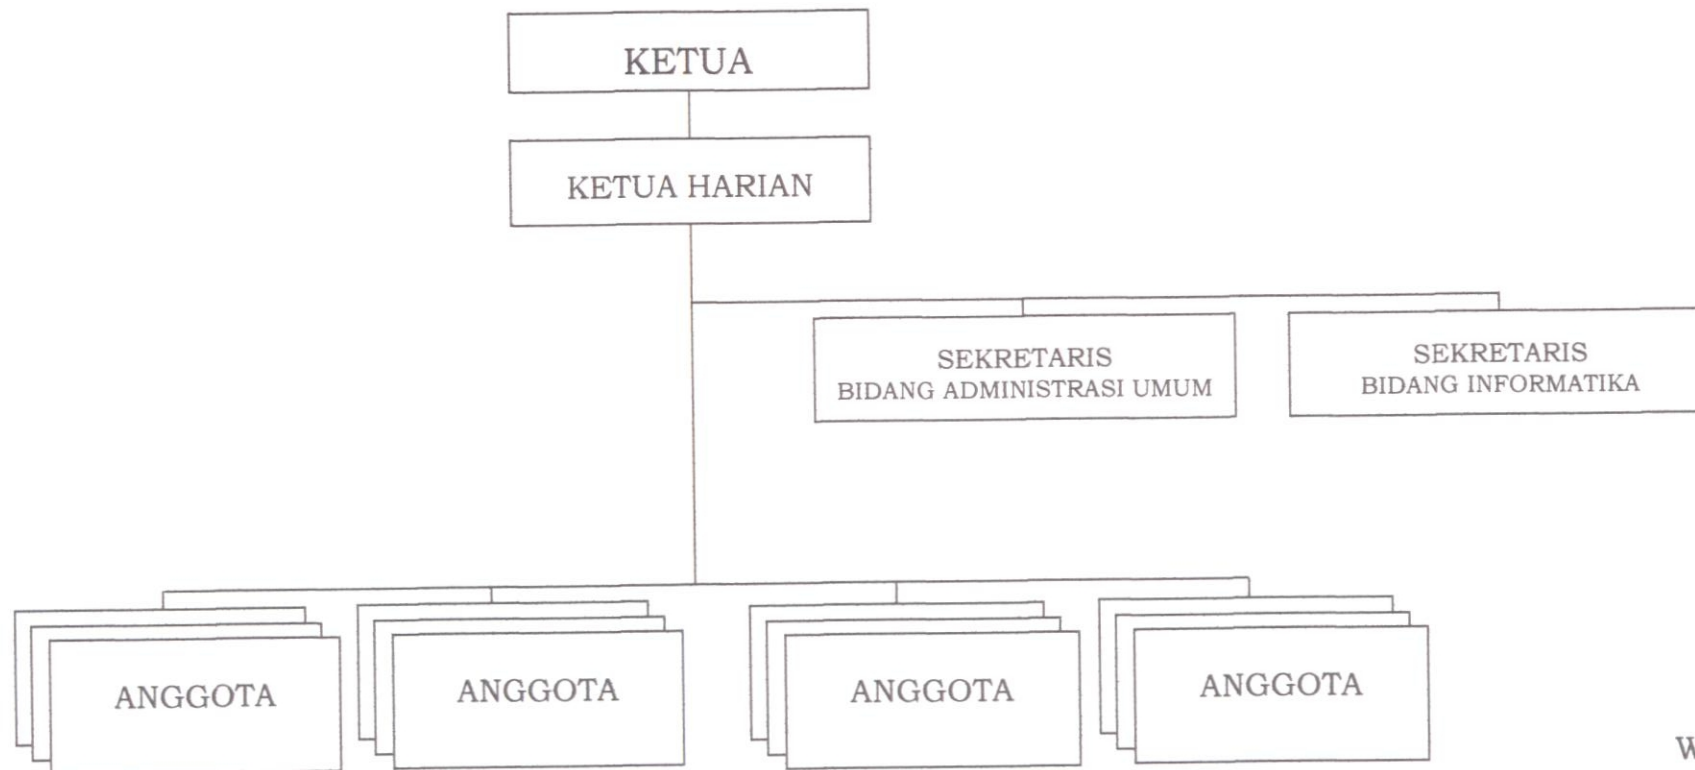 KETUA
KETUA HARIAN
SEKRETARIS
BIDANG ADMINISTRASI UMUM
SEKRETARIS
BIDANG INFORMATIKA
ANGGOTA
ANGGOTA
ANGGOTA
ANGGOTA
W